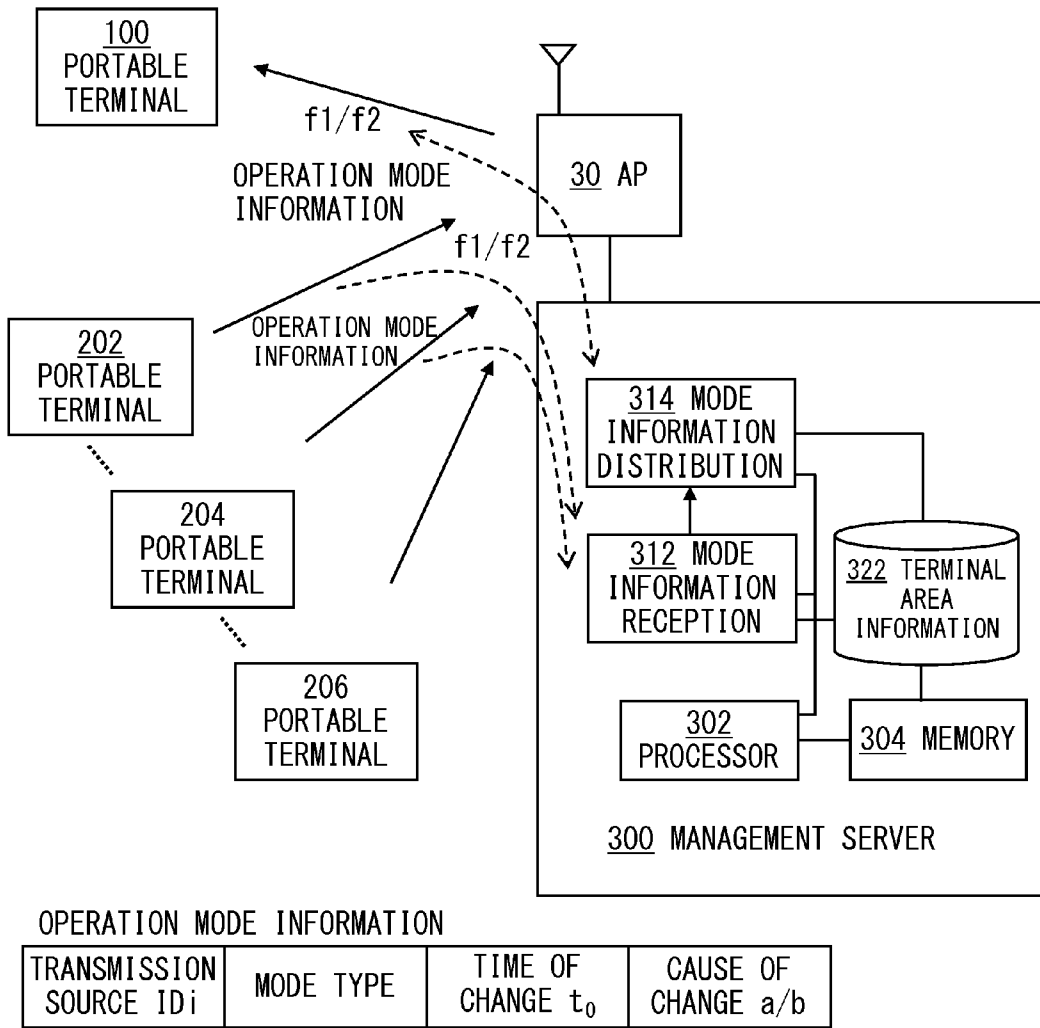 100
PORTABLE
TERMINAL
f1/f2
30 AP
OPERATION MODE
INFORMATION
f1/f2
OPERATION MODE
INFORMATION
202
PORTABLE
TERMINAL
314 MODE
INFORMATION
DISTRIBUTION
204
PORTABLE
TERMINAL
312 MODE
INFORMATION
RECEPTION
322 TERMINAL
AREA
INFORMATION
206
PORTABLE
TERMINAL
302
PROCESSOR
304 MEMORY
300 MANAGEMENT SERVER
OPERATION MODE INFORMATION
TRANSMISSION
SOURCE IDi
MODE TYPE
TIME OF
CHANGE t₀
CAUSE OF
CHANGE a/b